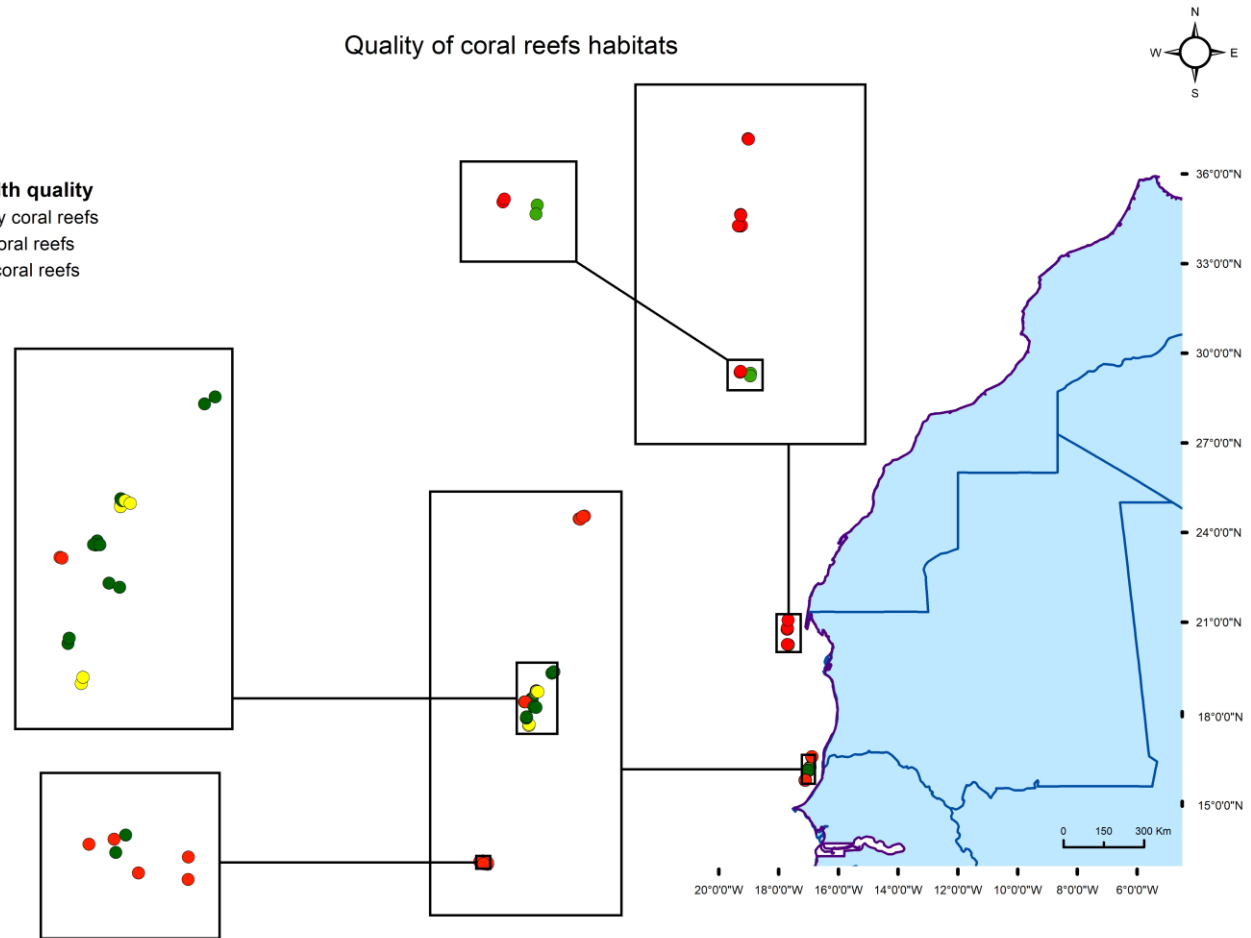 Quality of coral reefs habitats
N
W
E
S
lth quality
y coral reefs
oral reefs
coral reefs
36°0'0"N
33°0'0"N
30°0'0"N
27°0'0"N
24°0'0"N
21°0'0"N
18°0'0"N
15°0'0"N
0 150 300 Km
20°0'0"W 18°0'0"W 16°0'0"W 14°0'0"W 12°0'0"W 10°0'0"W 8°0'0"W 6°0'0"W